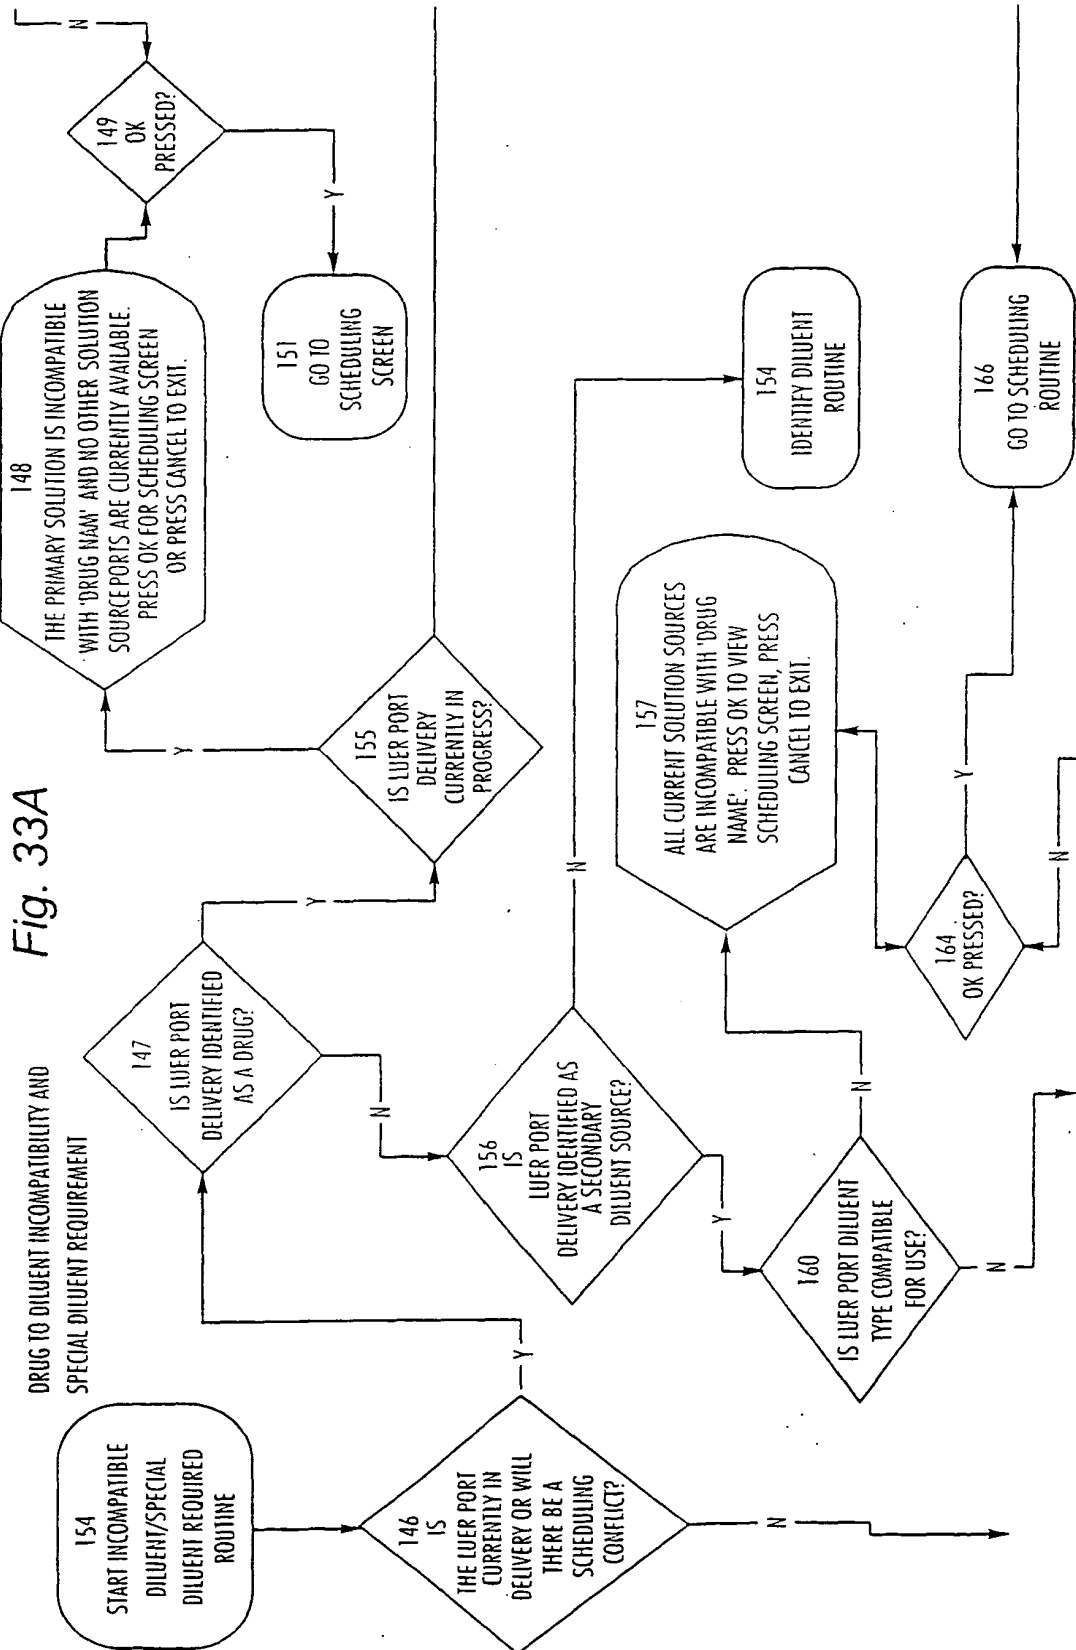 Fig. 33A
DRUG TO DILUENT INCOMPATIBILITY AND
SPECIAL DILUENT REQUIREMENT
154
START INCOMPATIBLE
DILUENT/SPECIAL
DILUENT REQUIRED
ROUTINE
146
IS
THE LUER PORT
CURRENTLY IN
DELIVERY OR WILL
THERE BE A
SCHEDULING
CONFLICT?
Y
N
147
IS LUER PORT
DELIVERY IDENTIFIED
AS A DRUG?
Y
N
155
IS LUER PORT
DELIVERY
CURRENTLY IN
PROGRESS?
Y
148
THE PRIMARY SOLUTION IS INCOMPATIBLE
WITH 'DRUG NAM' AND NO OTHER SOLUTION
SOURCE PORTS ARE CURRENTLY AVAILABLE.
PRESS OK FOR SCHEDULING SCREEN
OR PRESS CANCEL TO EXIT.
149
OK
PRESSED?
N
Y
151
GO TO
SCHEDULING
SCREEN
156
IS
LUER PORT
DELIVERY IDENTIFIED AS
A SECONDARY
DILUENT SOURCE?
N
Y
154
IDENTIFY DILUENT
ROUTINE
160
IS LUER PORT DILUENT
TYPE COMPATIBLE
FOR USE?
N
N
157
ALL CURRENT SOLUTION SOURCES
ARE INCOMPATIBLE WITH 'DRUG
NAME'. PRESS OK TO VIEW
SCHEDULING SCREEN, PRESS
CANCEL TO EXIT.
164
OK PRESSED?
Y
N
166
GO TO SCHEDULING
ROUTINE